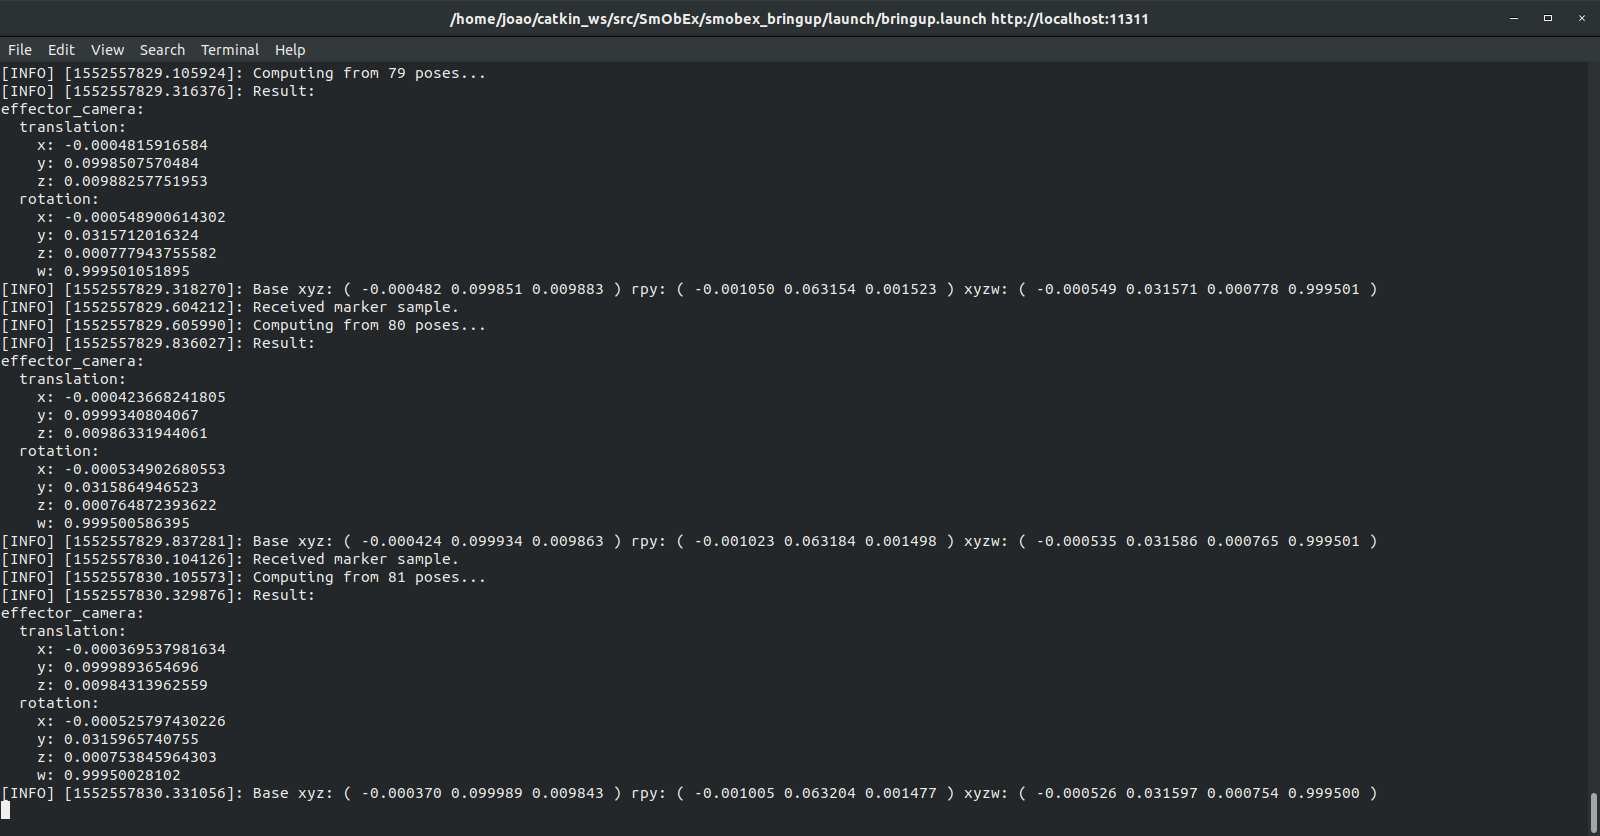 /home/joao/catkin_ws/src/SmObEx/smobex_bringup/launch/bringup.launch http://localhost:11311
File Edit View Search Terminal Help
[INFO] [1552557829.105924]: Computing from 79 poses...
[INFO] [1552557829.316376]: Result:
effector_camera:
  translation:
    x: -0.0004815916584
    y: 0.0998507570484
    z: 0.00988257751953
  rotation:
    x: -0.000548900614302
    y: 0.0315712016324
    z: 0.000777943755582
    w: 0.999501051895
[INFO] [1552557829.318270]: Base xyz: ( -0.000482 0.099851 0.009883 ) rpy: ( -0.001050 0.063154 0.001523 ) xyzw: ( -0.000549 0.031571 0.000778 0.999501 )
[INFO] [1552557829.604212]: Received marker sample.
[INFO] [1552557829.605990]: Computing from 80 poses...
[INFO] [1552557829.836027]: Result:
effector_camera:
  translation:
    x: -0.000423668241805
    y: 0.0999340804067
    z: 0.00986331944061
  rotation:
    x: -0.000534902680553
    y: 0.0315864946523
    z: 0.000764872393622
    w: 0.999500586395
[INFO] [1552557829.837281]: Base xyz: ( -0.000424 0.099934 0.009863 ) rpy: ( -0.001023 0.063184 0.001498 ) xyzw: ( -0.000535 0.031586 0.000765 0.999501 )
[INFO] [1552557830.104126]: Received marker sample.
[INFO] [1552557830.105573]: Computing from 81 poses...
[INFO] [1552557830.329876]: Result:
effector_camera:
  translation:
    x: -0.000369537981634
    y: 0.0999893654696
    z: 0.00984313962559
  rotation:
    x: -0.000525797430226
    y: 0.0315965740755
    z: 0.000753845964303
    w: 0.99950028102
[INFO] [1552557830.331056]: Base xyz: ( -0.000370 0.099989 0.009843 ) rpy: ( -0.001005 0.063204 0.001477 ) xyzw: ( -0.000526 0.031597 0.000754 0.999500 )